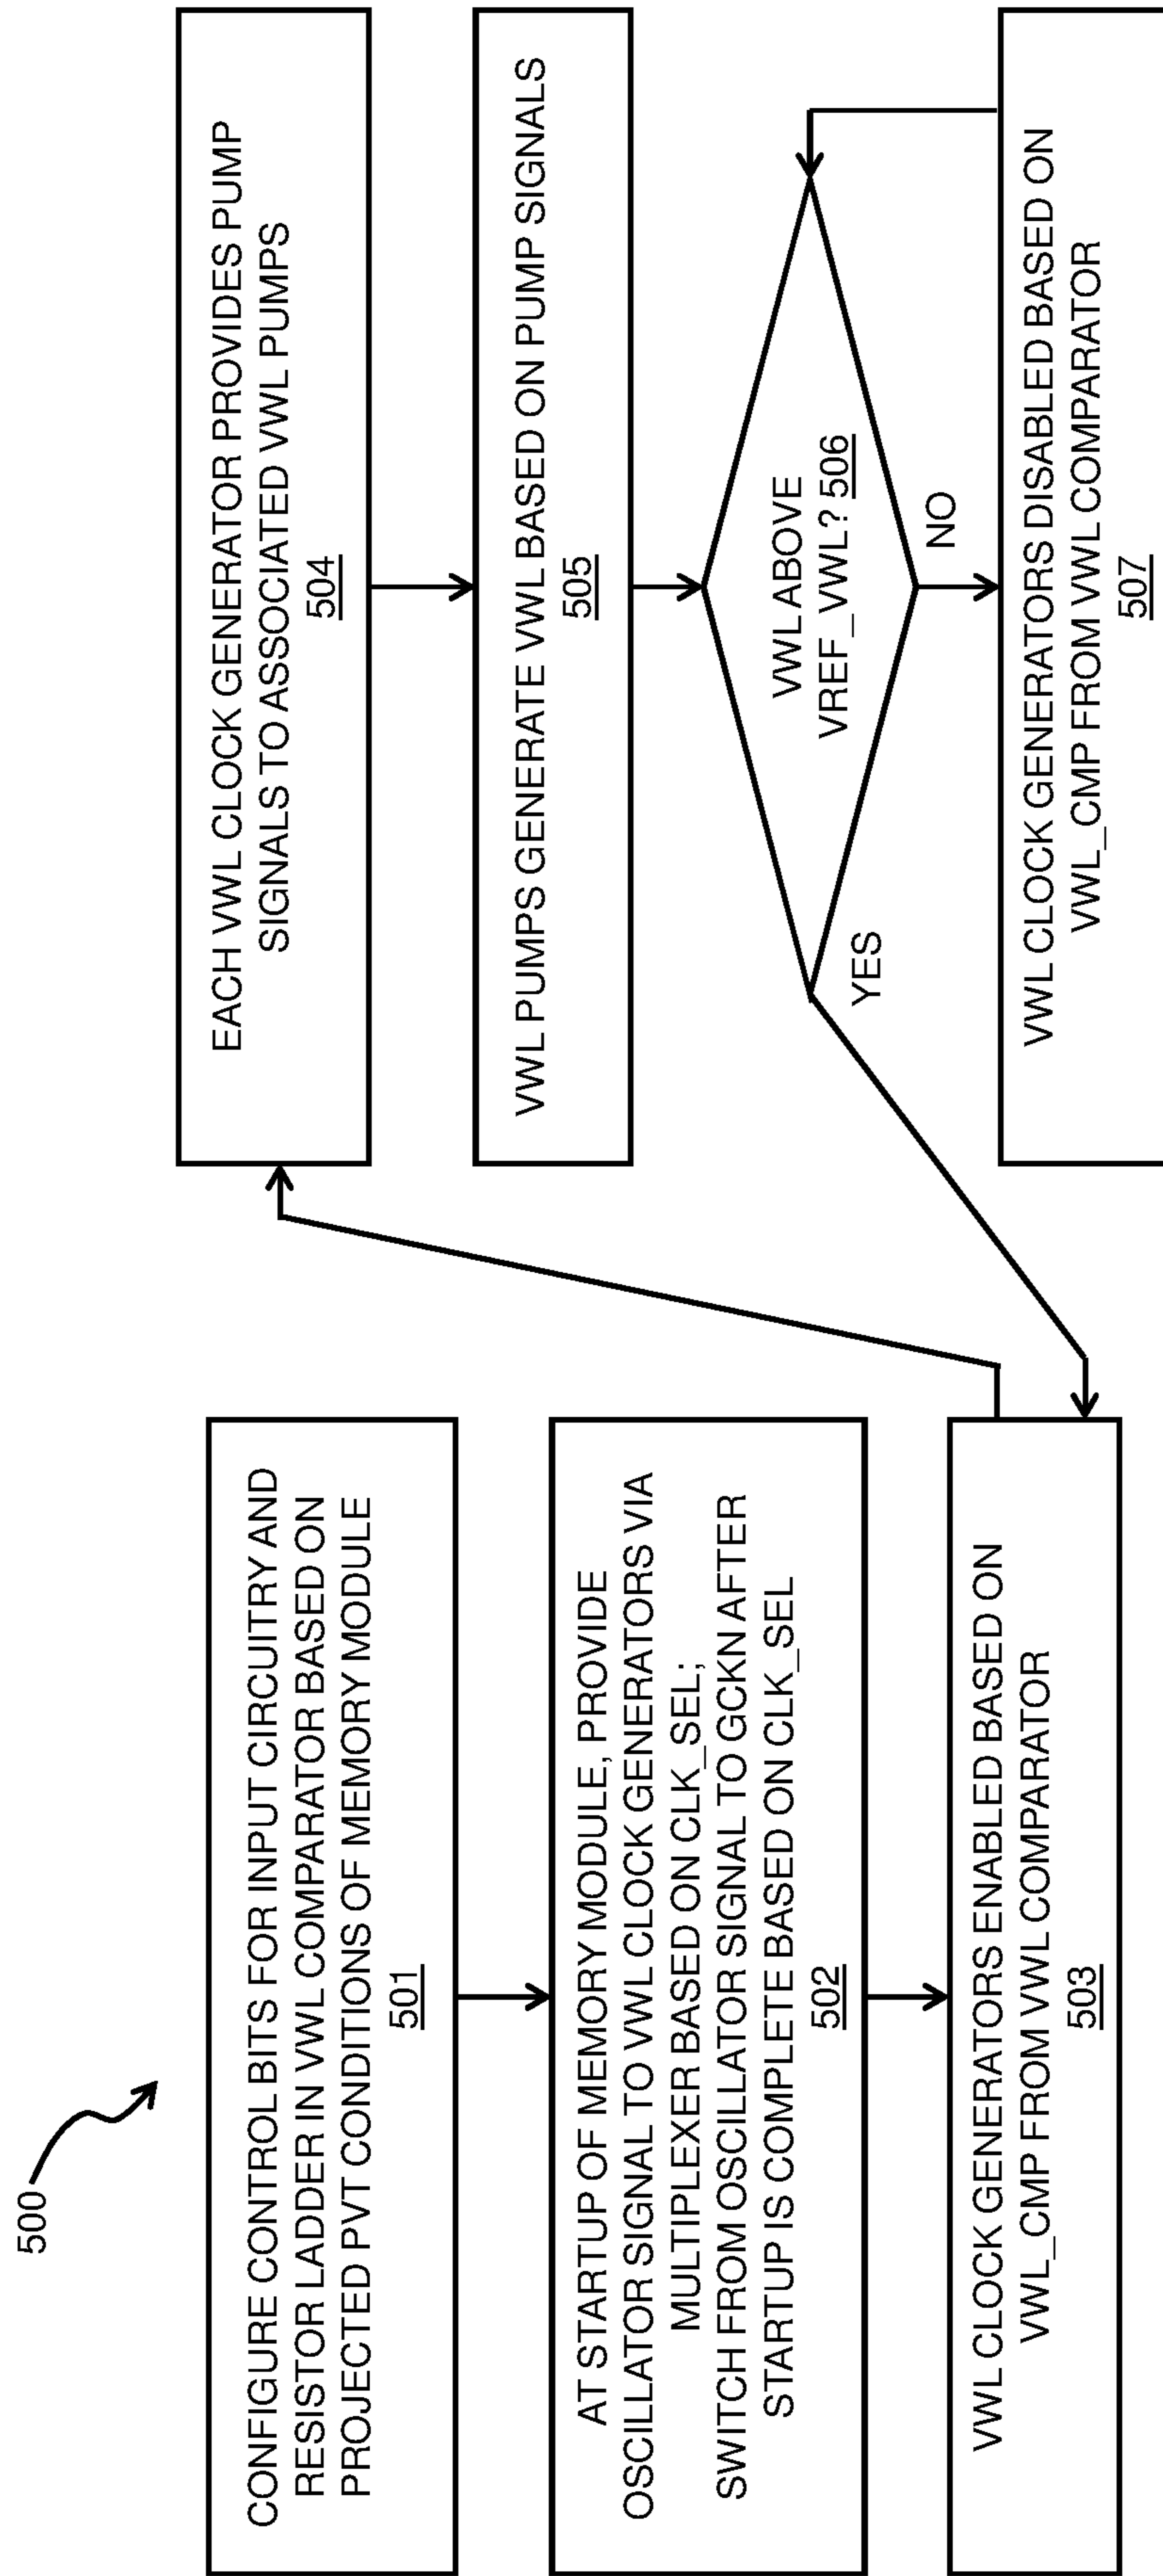 500
CONFIGURE CONTROL BITS FOR INPUT CIRCUITRY AND
RESISTOR LADDER IN VWL COMPARATOR BASED ON
PROJECTED PVT CONDITIONS OF MEMORY MODULE
501
AT STARTUP OF MEMORY MODULE, PROVIDE
OSCILLATOR SIGNAL TO VWL CLOCK GENERATORS VIA
MULTIPLEXER BASED ON CLK_SEL;
SWITCH FROM OSCILLATOR SIGNAL TO GCKN AFTER
STARTUP IS COMPLETE BASED ON CLK_SEL
502
VWL CLOCK GENERATORS ENABLED BASED ON
VWL_CMP FROM VWL COMPARATOR
503
EACH VWL CLOCK GENERATOR PROVIDES PUMP
SIGNALS TO ASSOCIATED VWL PUMPS
504
VWL PUMPS GENERATE VWL BASED ON PUMP SIGNALS
505
VWL ABOVE
VREF_VWL? 506
YES
NO
VWL CLOCK GENERATORS DISABLED BASED ON
VWL_CMP FROM VWL COMPARATOR
507